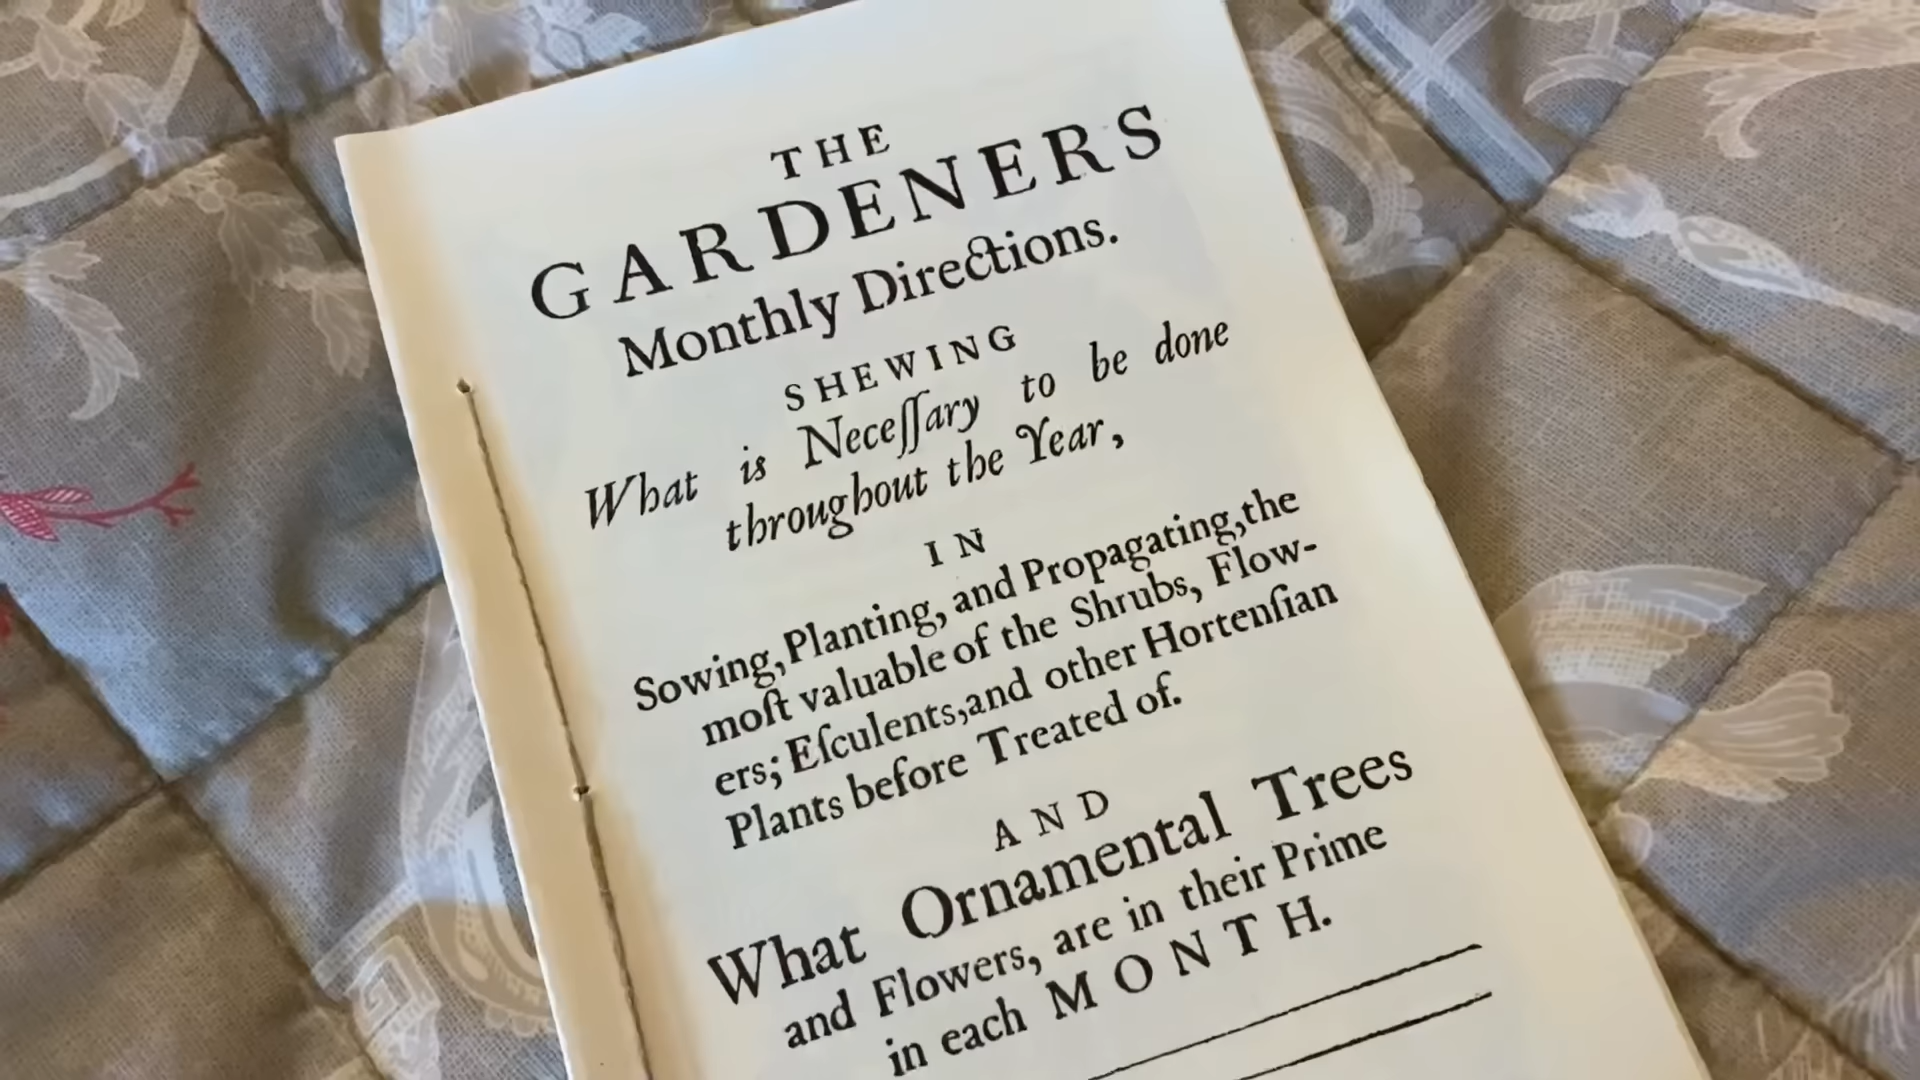 THE
GARDENERS
Monthly Directions.
SHEWING
What is Neceſſary to be done
throughout the Year,
IN
Sowing, Planting, and Propagating, the
moſt valuable of the Shrubs, Flow-
ers; Eſculents, and other Hortenſian
Plants before Treated of.
AND
What Ornamental Trees
and Flowers, are in their Prime
in each MONTH.